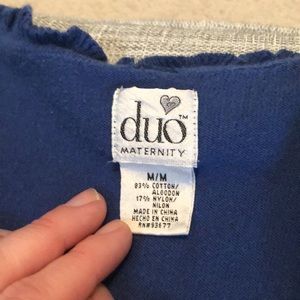 duo™
MATERNITY
M/M
83% COTTON/
ALGODON
17% NYLON/
NILON
MADE IN CHINA
HECHO EN CHINA
RN#93677